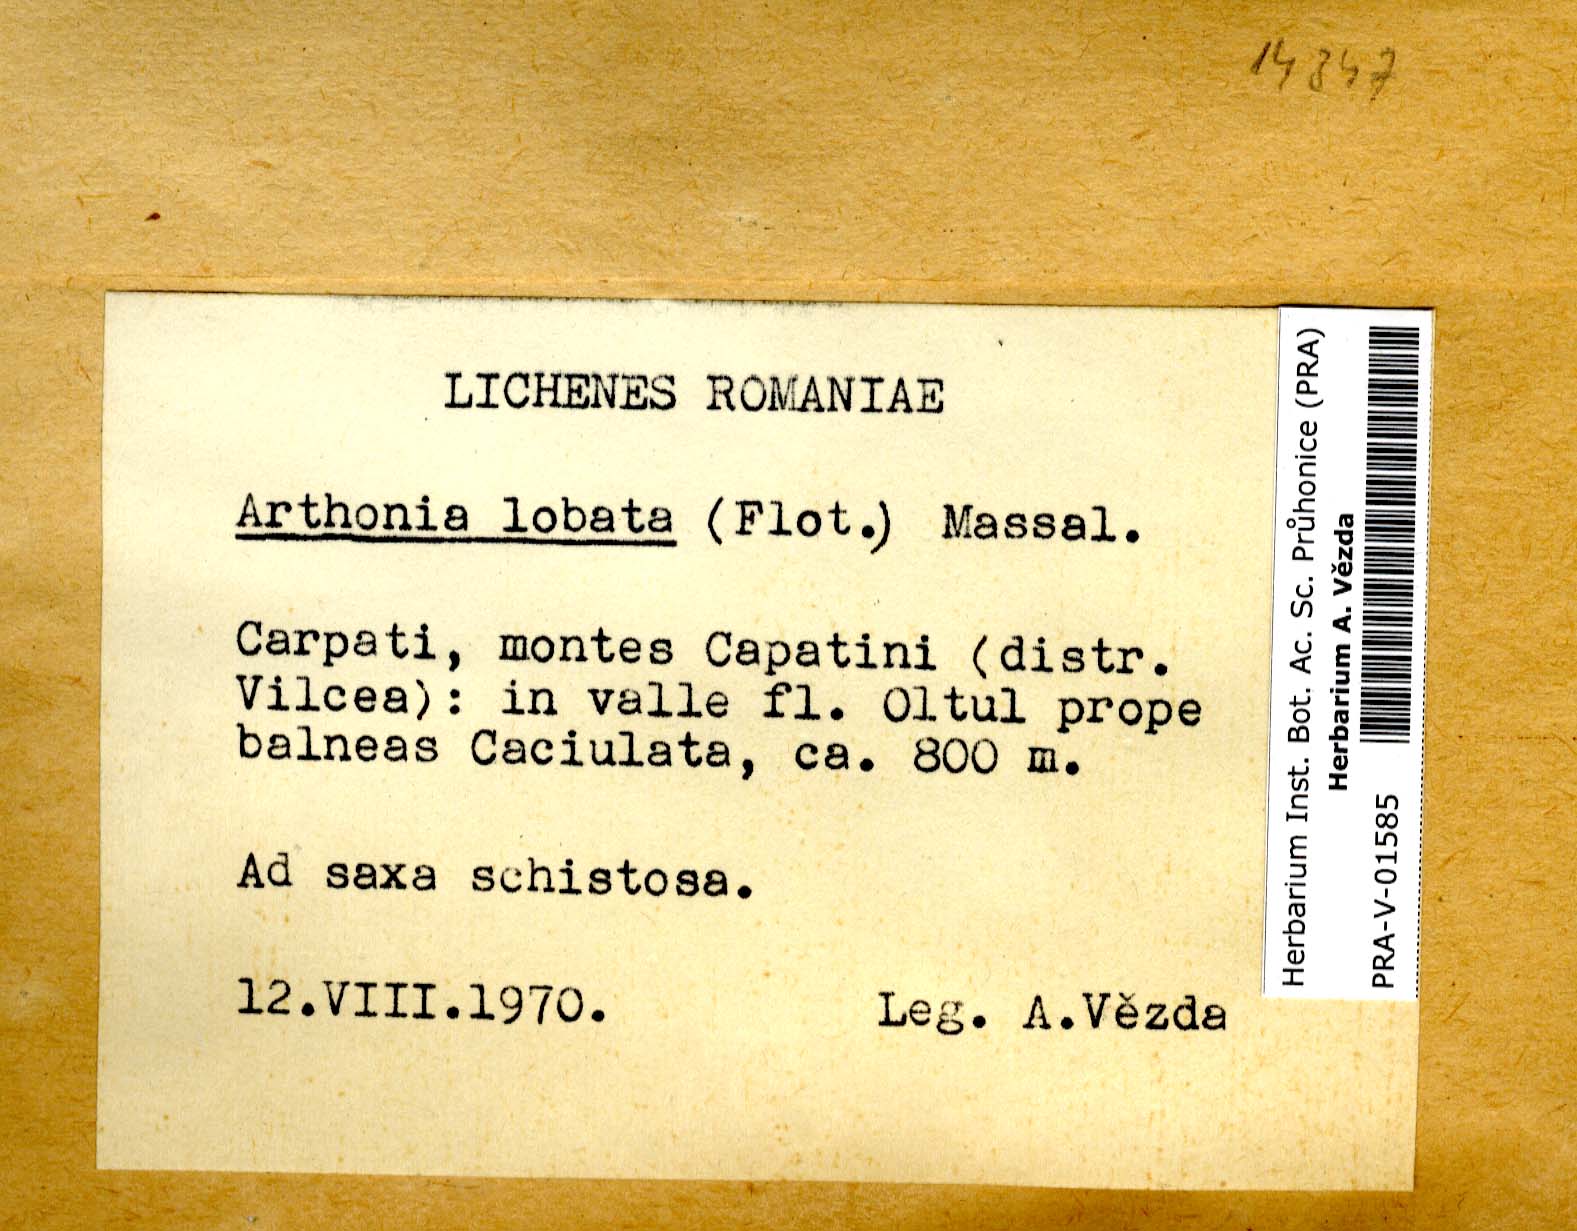 14847
LICHENES ROMANIAE
Arthonia lobata (Flot.) Massal.
Carpati, montes Capatini (distr.
Vilcea): in valle fl. Oltul prope
balneas Caciulata, ca. 800 m.
Ad saxa schistosa.
12.VIII.1970. Leg. A.Vězda
Herbarium Inst. Bot. Ac. Sc. Průhonice (PRA)
Herbarium A. Vězda
PRA-V-01585